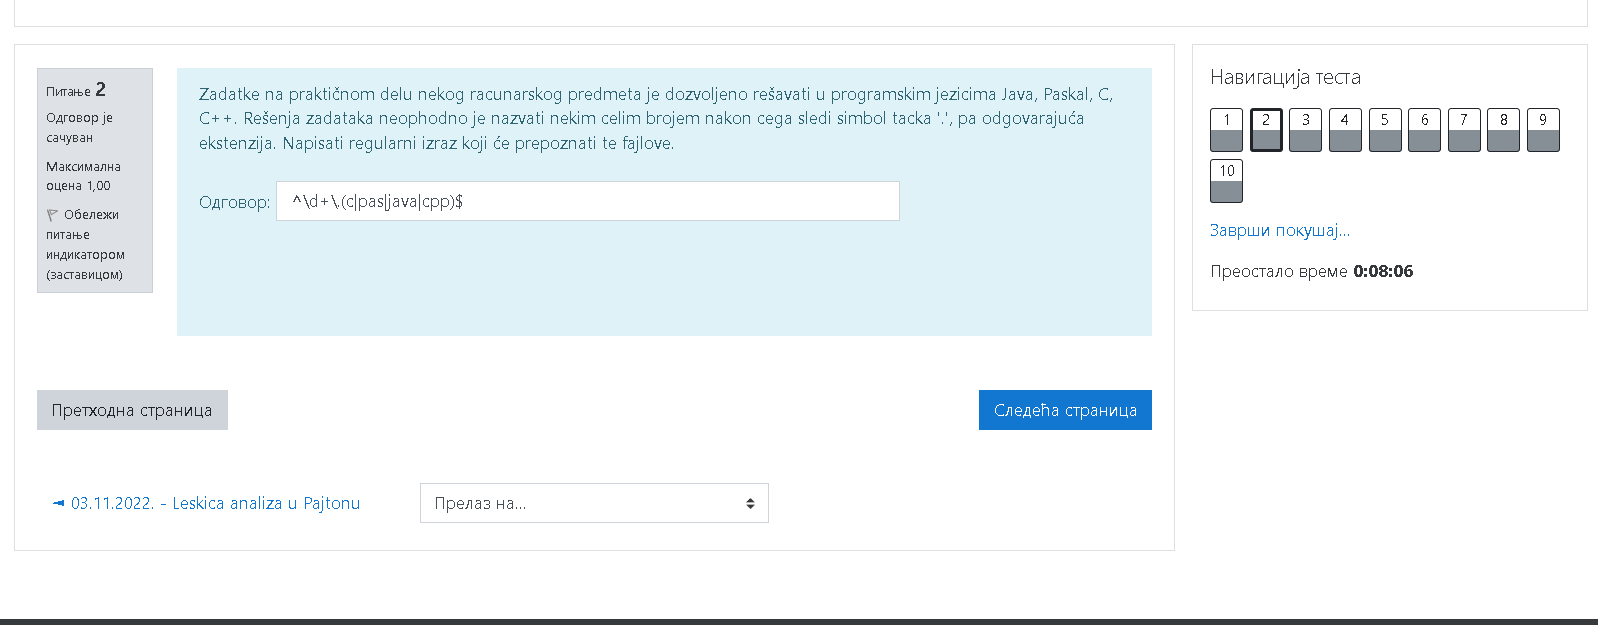 Питање 2
Одговор је
сачуван
Максимална
оцена 1,00
Обележи
питање
индикатором
(заставицом)
Zadatke na praktičnom delu nekog racunarskog predmeta je dozvoljeno rešavati u programskim jezicima Java, Paskal, C,
C++. Rešenja zadataka neophodno je nazvati nekim celim brojem nakon cega sledi simbol tacka '.', pa odgovarajuća
ekstenzija. Napisati regularni izraz koji će prepoznati te fajlove.
Одговор: ^\d+\.(c|pas|java|cpp)$
Претходна страница
Следећа страница
◄ 03.11.2022. - Leskica analiza u Pajtonu
Прелаз на...
Навигација теста
1 2 3 4 5 6 7 8 9
10
Заврши покушај...
Преостало време 0:08:06